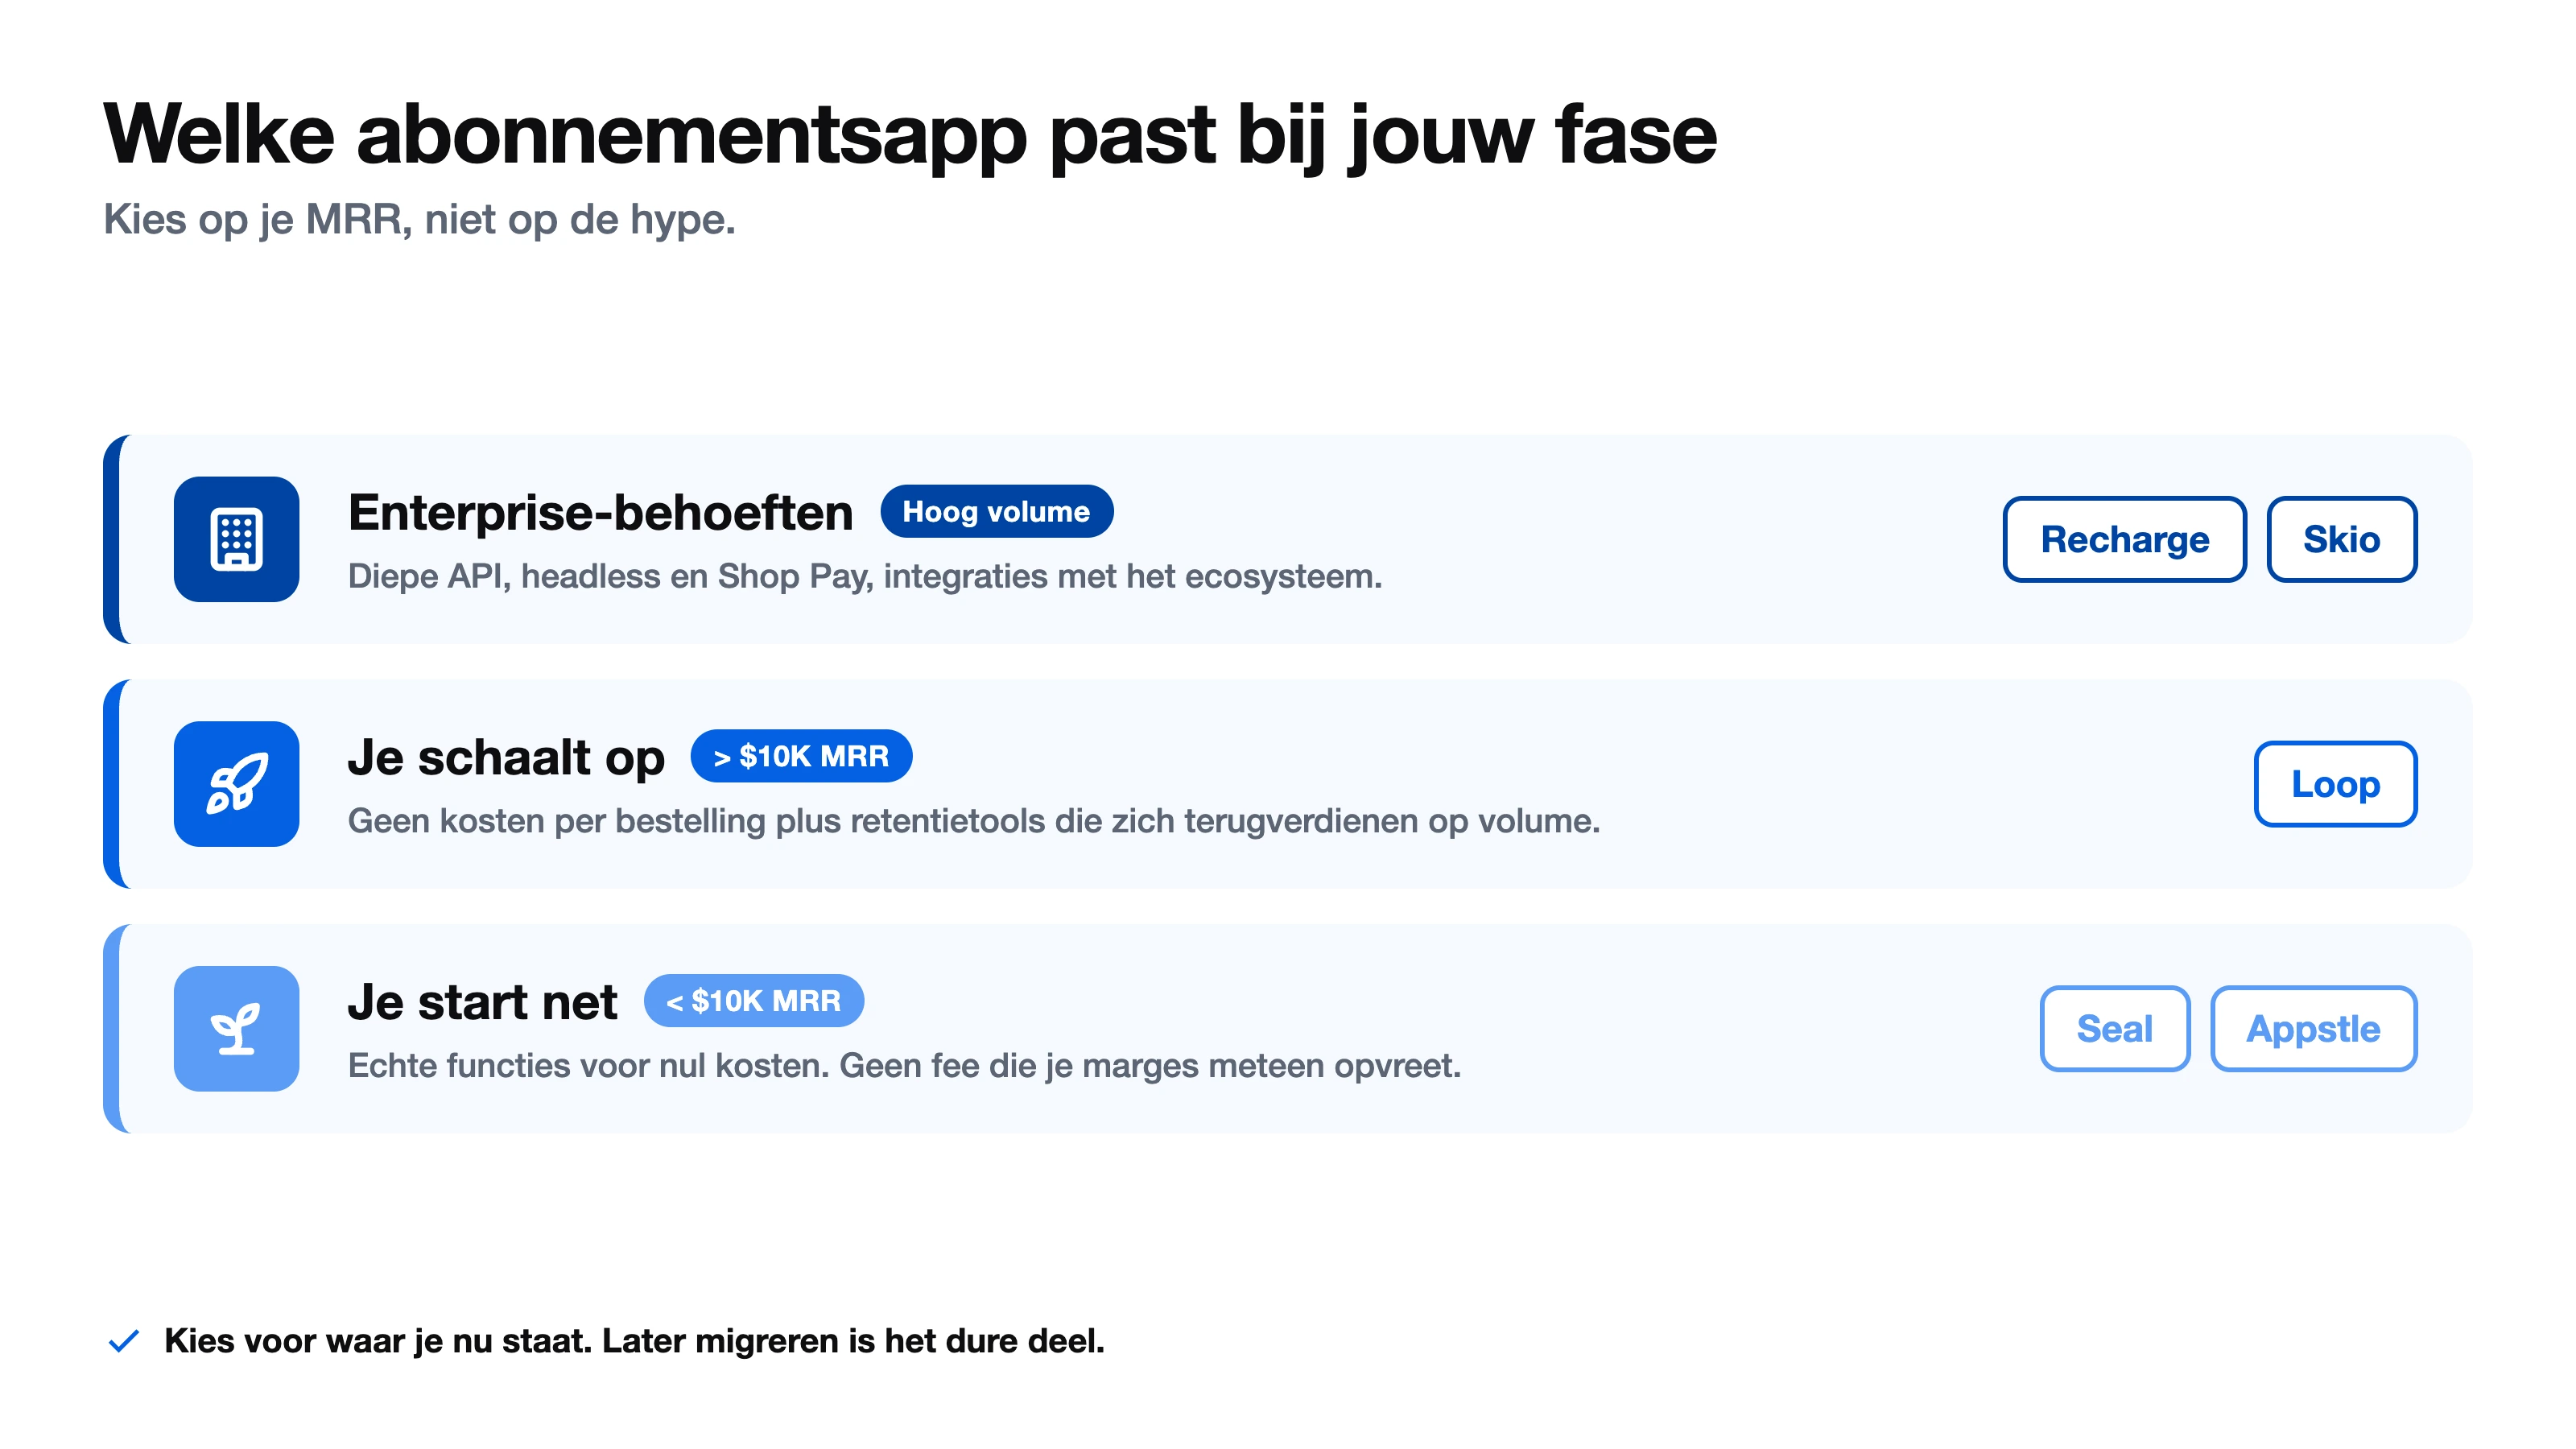 Welke abonnementsapp past bij jouw fase
Kies op je MRR, niet op de hype.
Enterprise-behoeften
Hoog volume
Diepe API, headless en Shop Pay, integraties met het ecosysteem.
Recharge
Skio
Je schaalt op
> $10K MRR
Geen kosten per bestelling plus retentietools die zich terugverdienen op volume.
Loop
Je start net
< $10K MRR
Echte functies voor nul kosten. Geen fee die je marges meteen opvreet.
Seal
Appstle
Kies voor waar je nu staat. Later migreren is het dure deel.